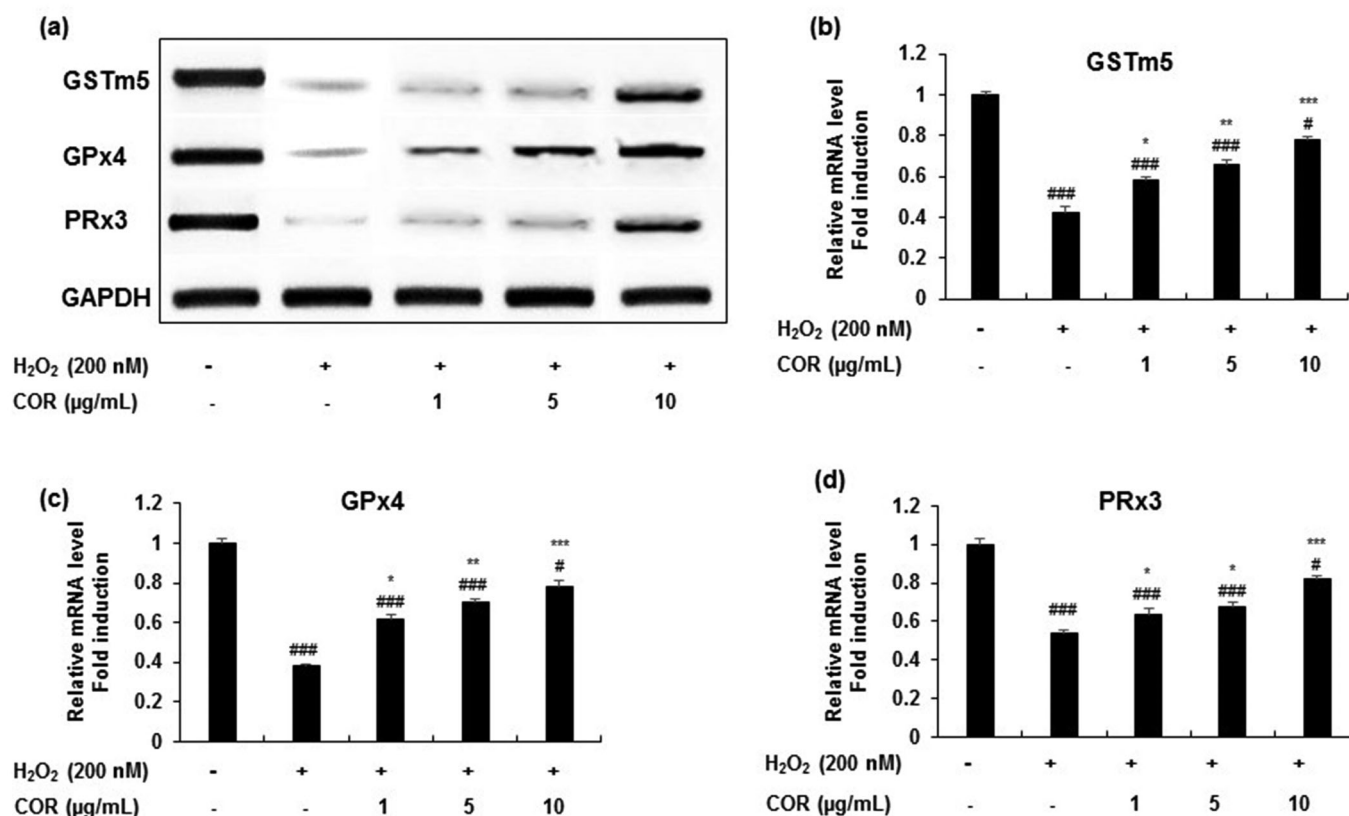 (a)
GSTm5
GPx4
PRx3
GAPDH
H₂O₂ (200 nM) - + + + +
COR (µg/mL) - - 1 5 10
(b)
GSTm5
Relative mRNA level
Fold induction
1.2
1
0.8
0.6
0.4
0.2
0
###
*
###
**
###
***
#
H₂O₂ (200 nM) - + + + +
COR (µg/mL) - - 1 5 10
(c)
GPx4
Relative mRNA level
Fold induction
1.2
1
0.8
0.6
0.4
0.2
0
###
*
###
**
###
***
#
H₂O₂ (200 nM) - + + + +
COR (µg/mL) - - 1 5 10
(d)
PRx3
Relative mRNA level
Fold induction
1.2
1
0.8
0.6
0.4
0.2
0
###
*
###
*
###
***
#
H₂O₂ (200 nM) - + + + +
COR (µg/mL) - - 1 5 10